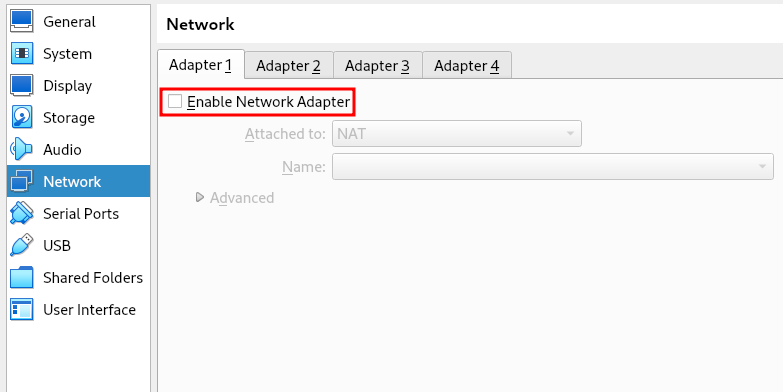 General
System
Display
Storage
Audio
Network
Serial Ports
USB
Shared Folders
User Interface
Network
Adapter 1 Adapter 2 Adapter 3 Adapter 4
Enable Network Adapter
Attached to: NAT
Name:
Advanced